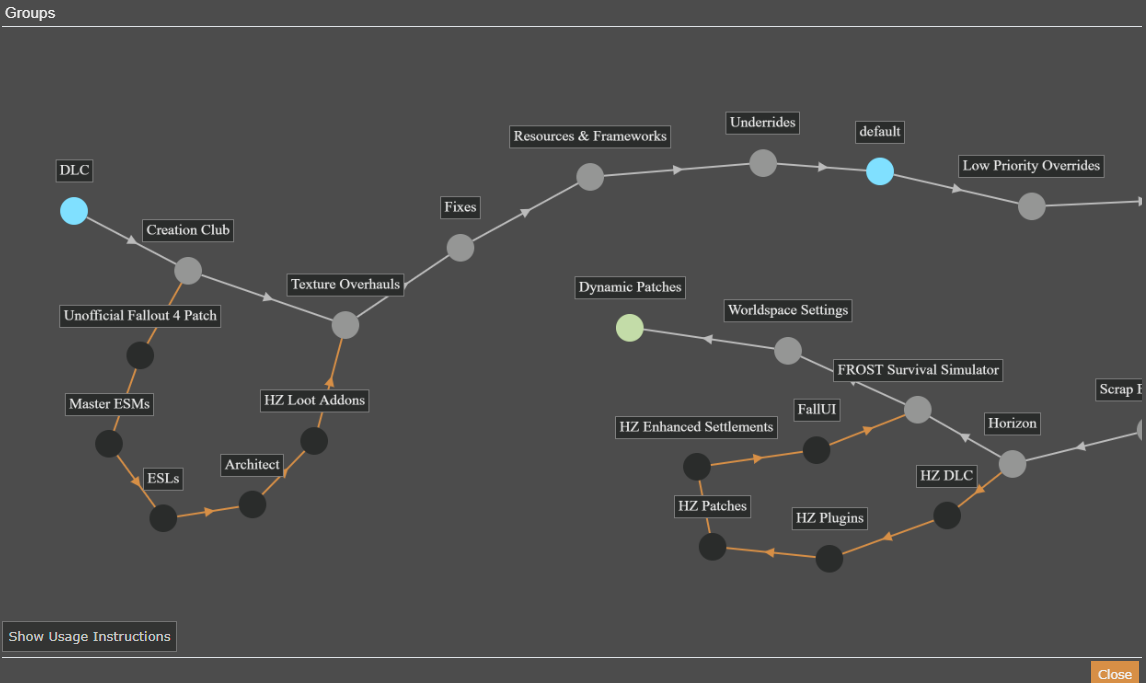 Groups
Underrides
default
Resources & Frameworks
Low Priority Overrides
DLC
Fixes
Creation Club
Texture Overhauls
Dynamic Patches
Worldspace Settings
Unofficial Fallout 4 Patch
FROST Survival Simulator
Scrap
HZ Loot Addons
Master ESMs
FallUI
Horizon
HZ Enhanced Settlements
Architect
ESLs
HZ DLC
HZ Patches
HZ Plugins
Show Usage Instructions
Close